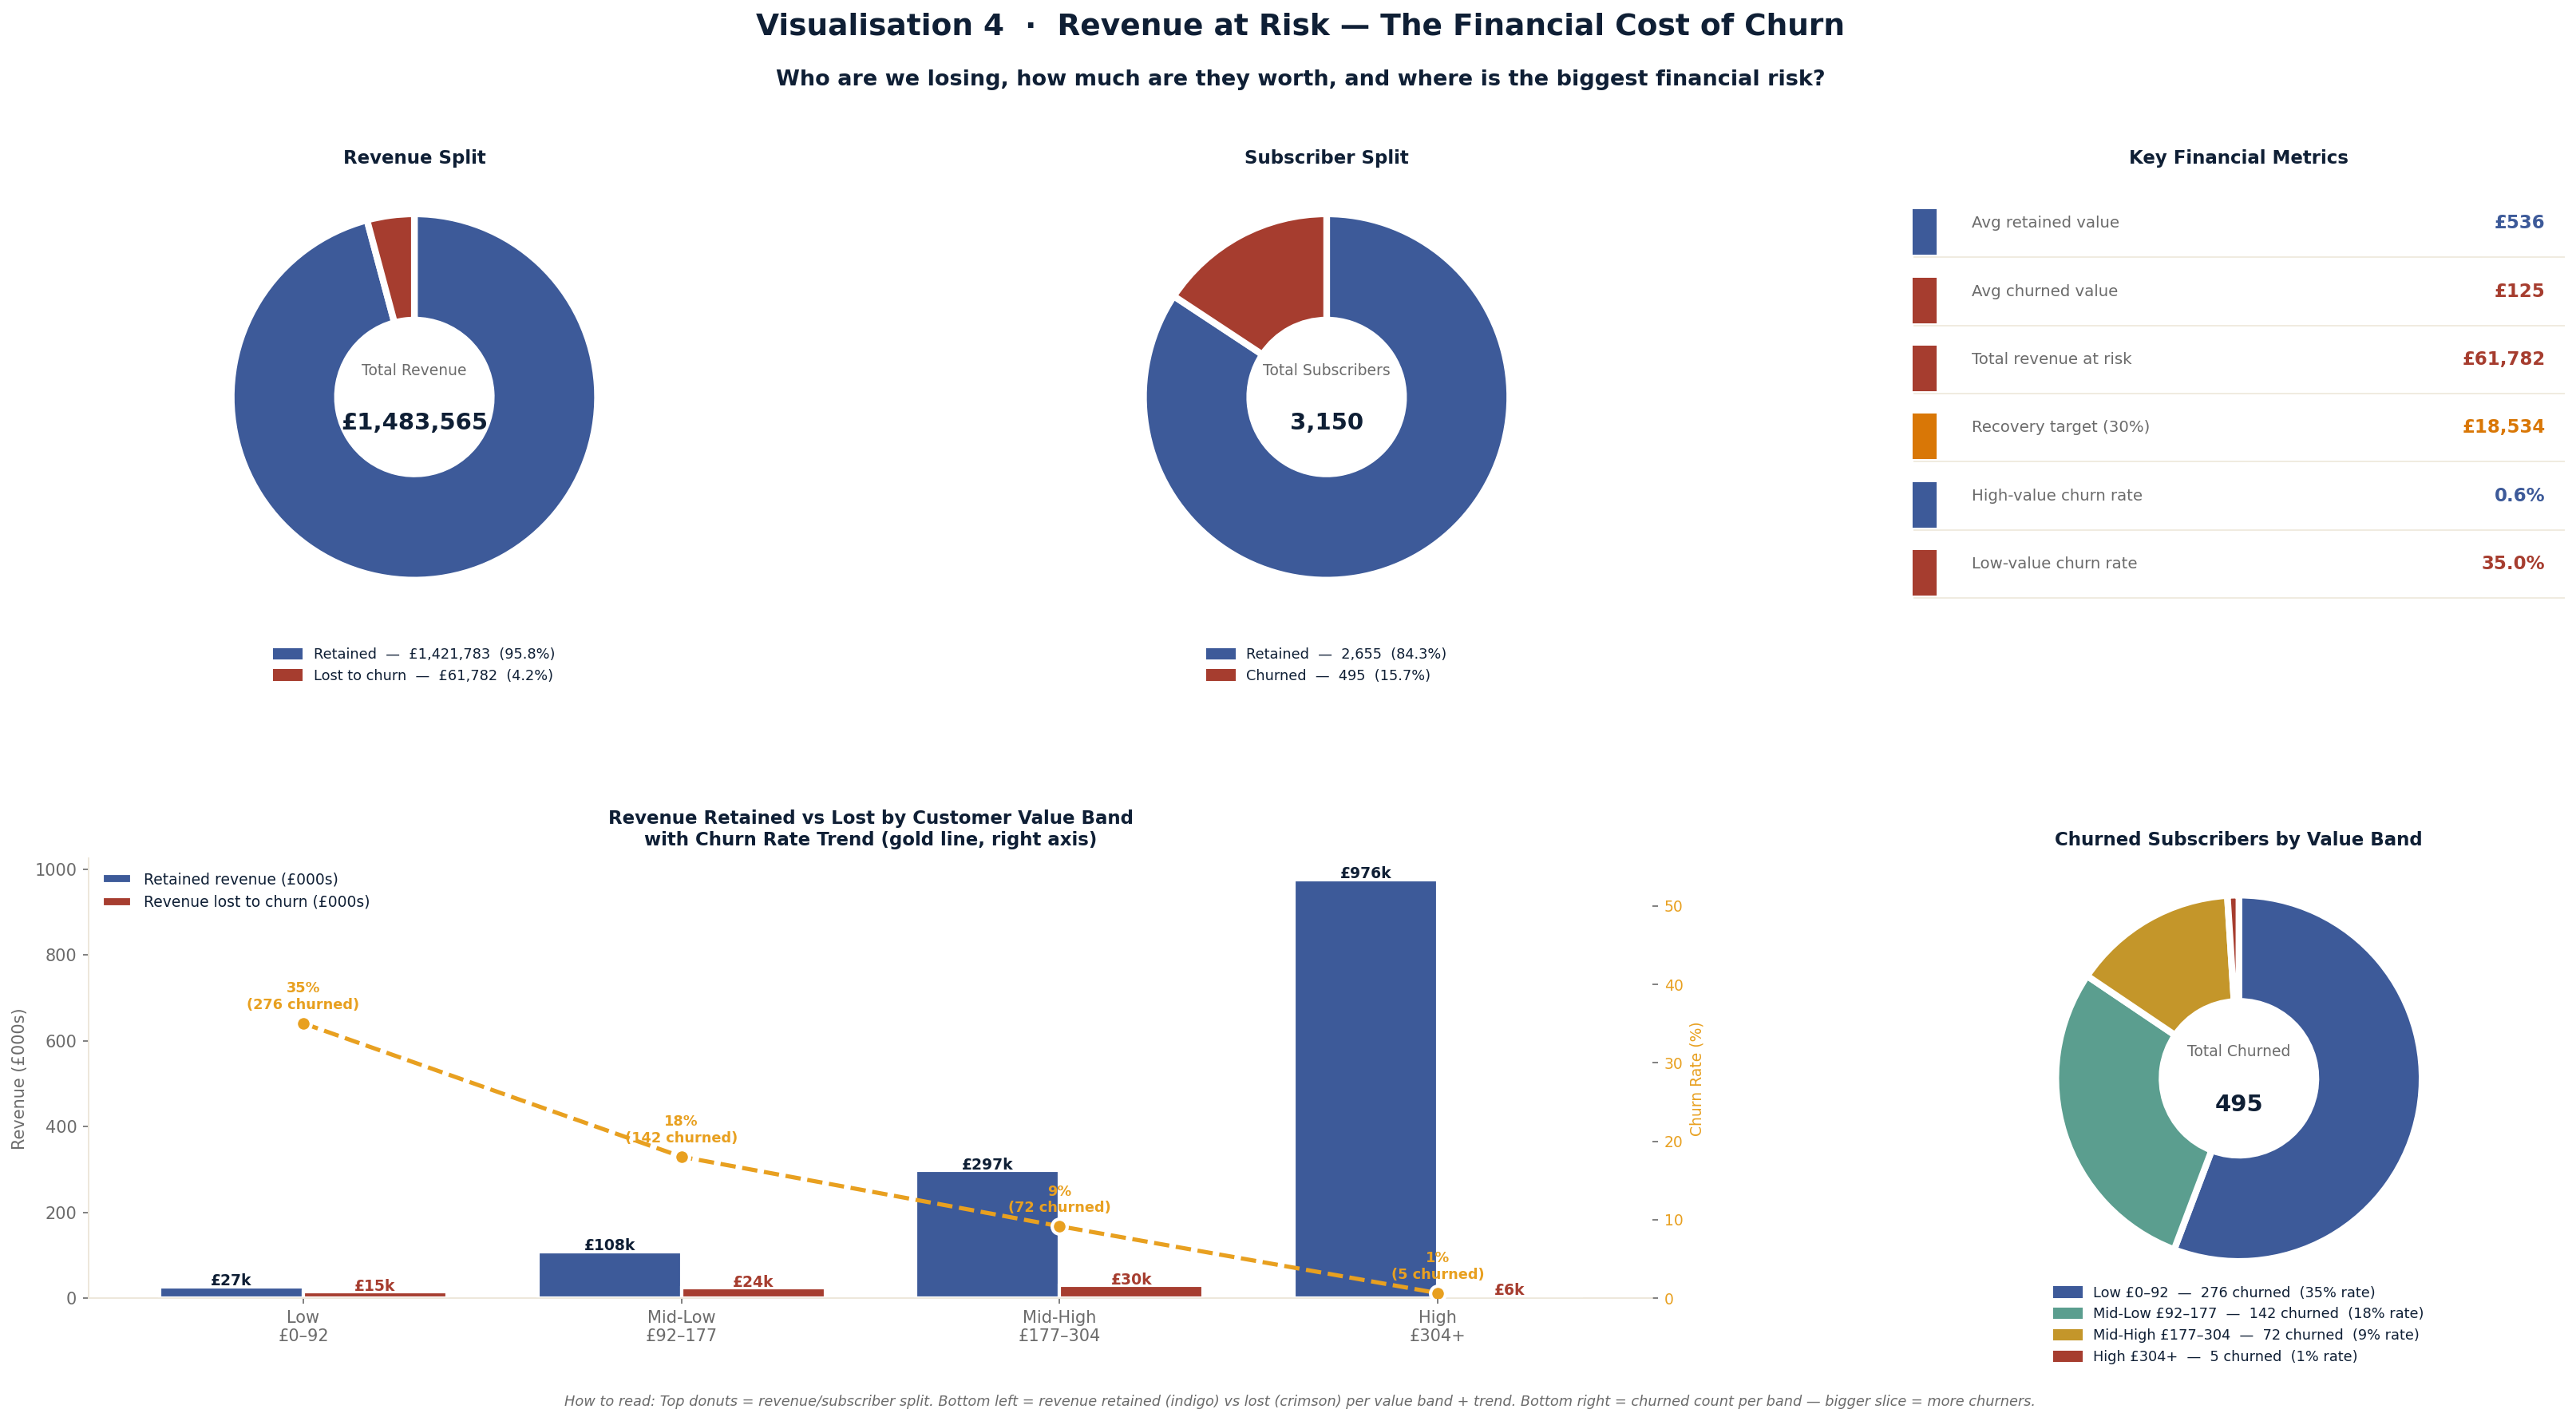 Visualisation 4 · Revenue at Risk — The Financial Cost of Churn
Who are we losing, how much are they worth, and where is the biggest financial risk?
Revenue Split
Total Revenue
£1,483,565
Retained — £1,421,783 (95.8%)
Lost to churn — £61,782 (4.2%)
Subscriber Split
Total Subscribers
3,150
Retained — 2,655 (84.3%)
Churned — 495 (15.7%)
Key Financial Metrics
Avg retained value £536
Avg churned value £125
Total revenue at risk £61,782
Recovery target (30%) £18,534
High-value churn rate 0.6%
Low-value churn rate 35.0%
Revenue Retained vs Lost by Customer Value Band
with Churn Rate Trend (gold line, right axis)
Retained revenue (£000s)
Revenue lost to churn (£000s)
Revenue (£000s)
1000
800
600
400
200
0
35%
(276 churned)
18%
(142 churned)
9%
(72 churned)
1%
(5 churned)
£27k
£15k
£108k
£24k
£297k
£30k
£976k
£6k
Low
£0–92
Mid-Low
£92–177
Mid-High
£177–304
High
£304+
50
40
30
20
10
0
Churn Rate (%)
Churned Subscribers by Value Band
Total Churned
495
Low £0–92 — 276 churned (35% rate)
Mid-Low £92–177 — 142 churned (18% rate)
Mid-High £177–304 — 72 churned (9% rate)
High £304+ — 5 churned (1% rate)
How to read: Top donuts = revenue/subscriber split. Bottom left = revenue retained (indigo) vs lost (crimson) per value band + trend. Bottom right = churned count per band — bigger slice = more churners.